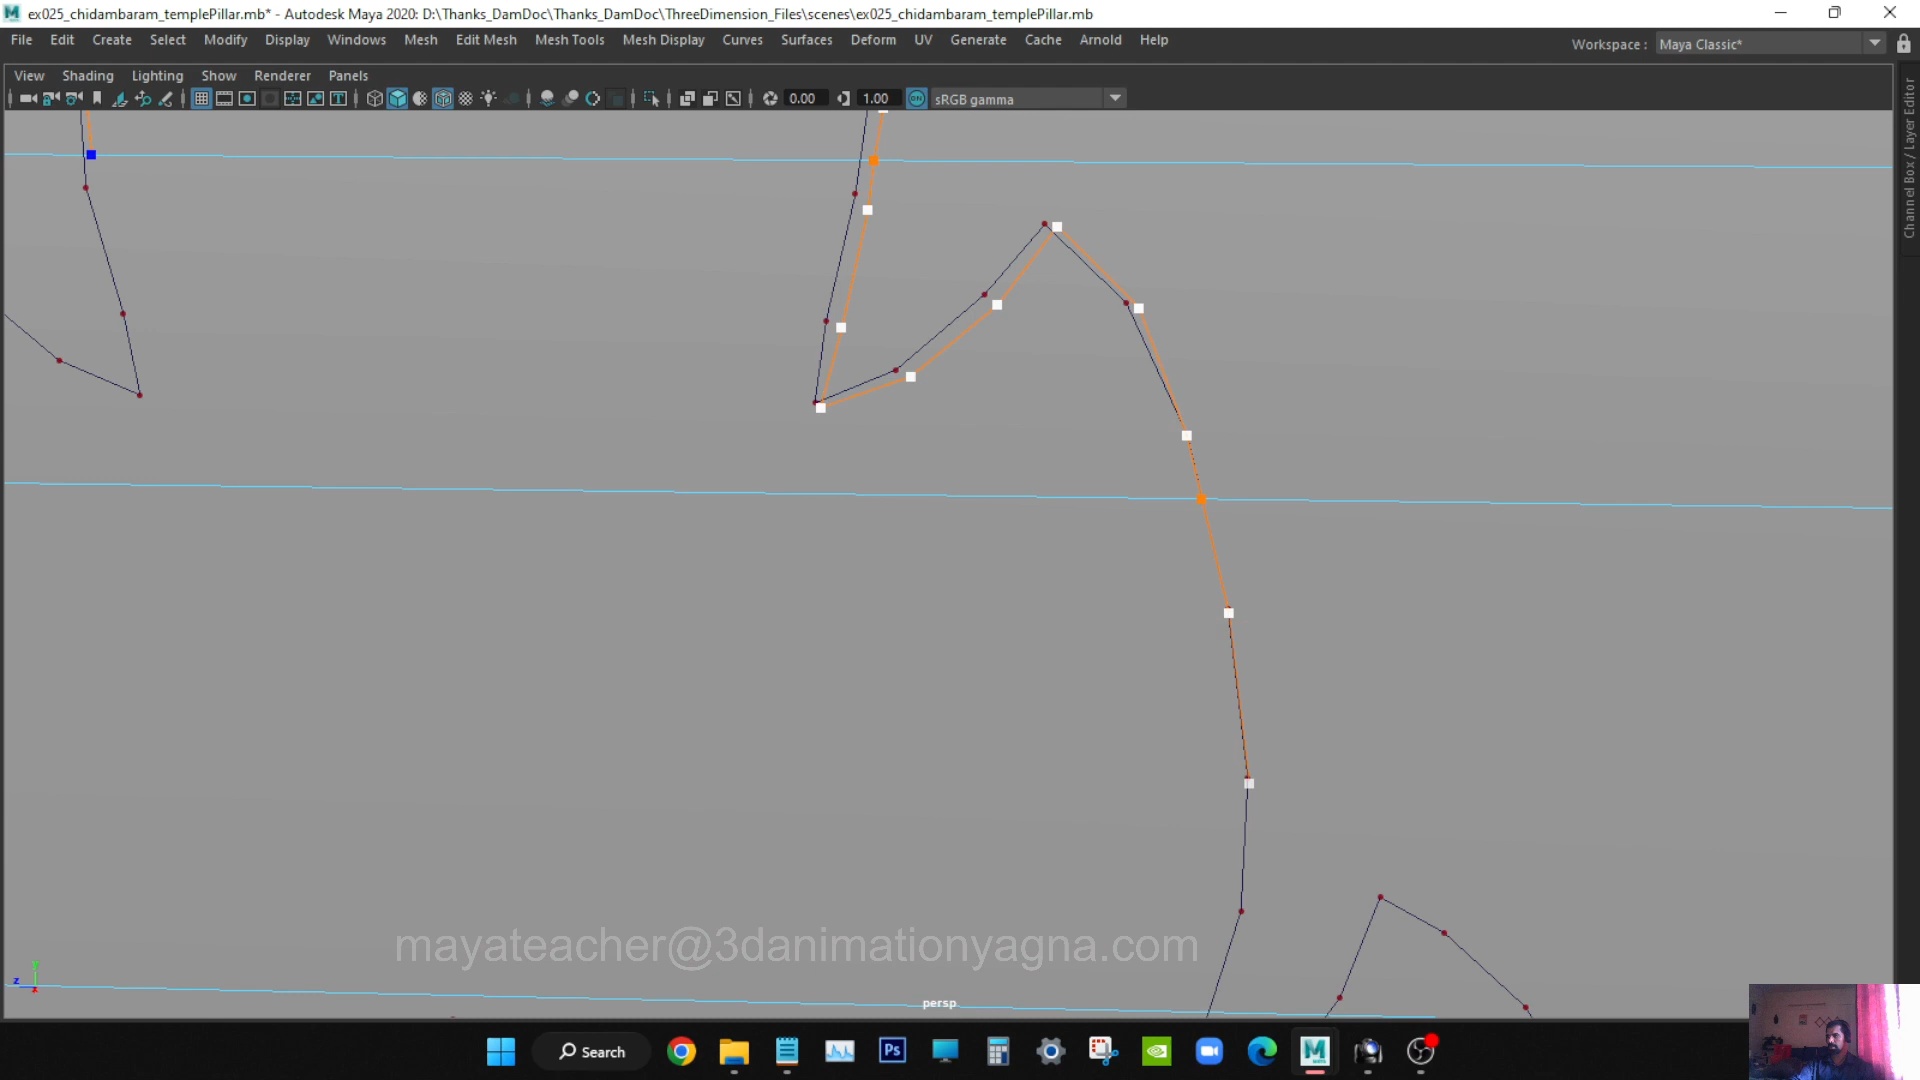 ex025_chidambaram_templePillar.mb* - Autodesk Maya 2020: D:\Thanks_DamDoc\Thanks_DamDoc\ThreeDimension_Files\scenes\ex025_chidambaram_templePillar.mb
File Edit Create Select Modify Display Windows Mesh Edit Mesh Mesh Tools Mesh Display Curves Surfaces Deform UV Generate Cache Arnold Help
Workspace : Maya Classic*
View Shading Lighting Show Renderer Panels
0.00 1.00 ON sRGB gamma
Channel Box / Layer Editor
mayateacher@3danimationyagna.com
y
z
persp
Search
Ps
M